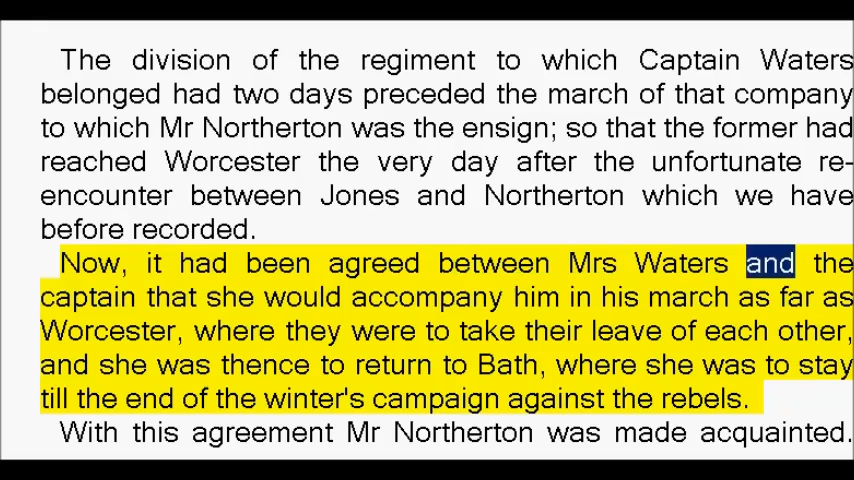 The division of the regiment to which Captain Waters
belonged had two days preceded the march of that company
to which Mr Northerton was the ensign; so that the former had
reached Worcester the very day after the unfortunate re-
encounter between Jones and Northerton which we have
before recorded.
Now, it had been agreed between Mrs Waters and the
captain that she would accompany him in his march as far as
Worcester, where they were to take their leave of each other,
and she was thence to return to Bath, where she was to stay
till the end of the winter's campaign against the rebels.
With this agreement Mr Northerton was made acquainted.